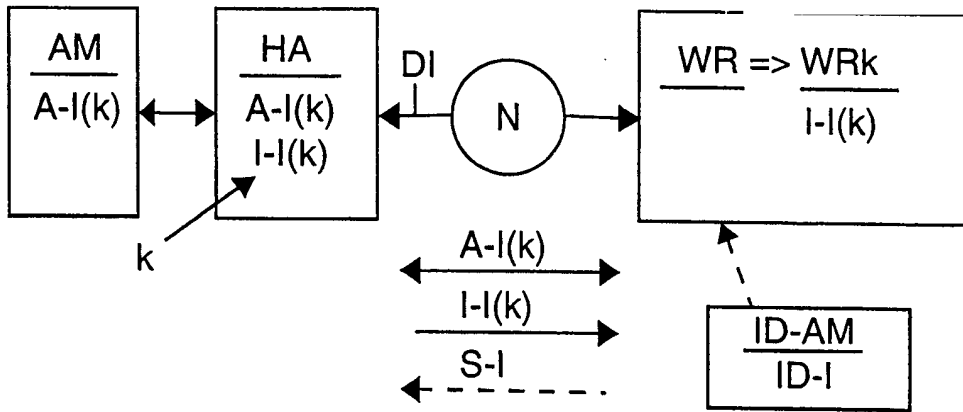 AM
A-I(k)
HA
A-I(k)
I-I(k)
k
DI
N
WR => WRk
I-I(k)
A-I(k)
I-I(k)
S-I
ID-AM
ID-I